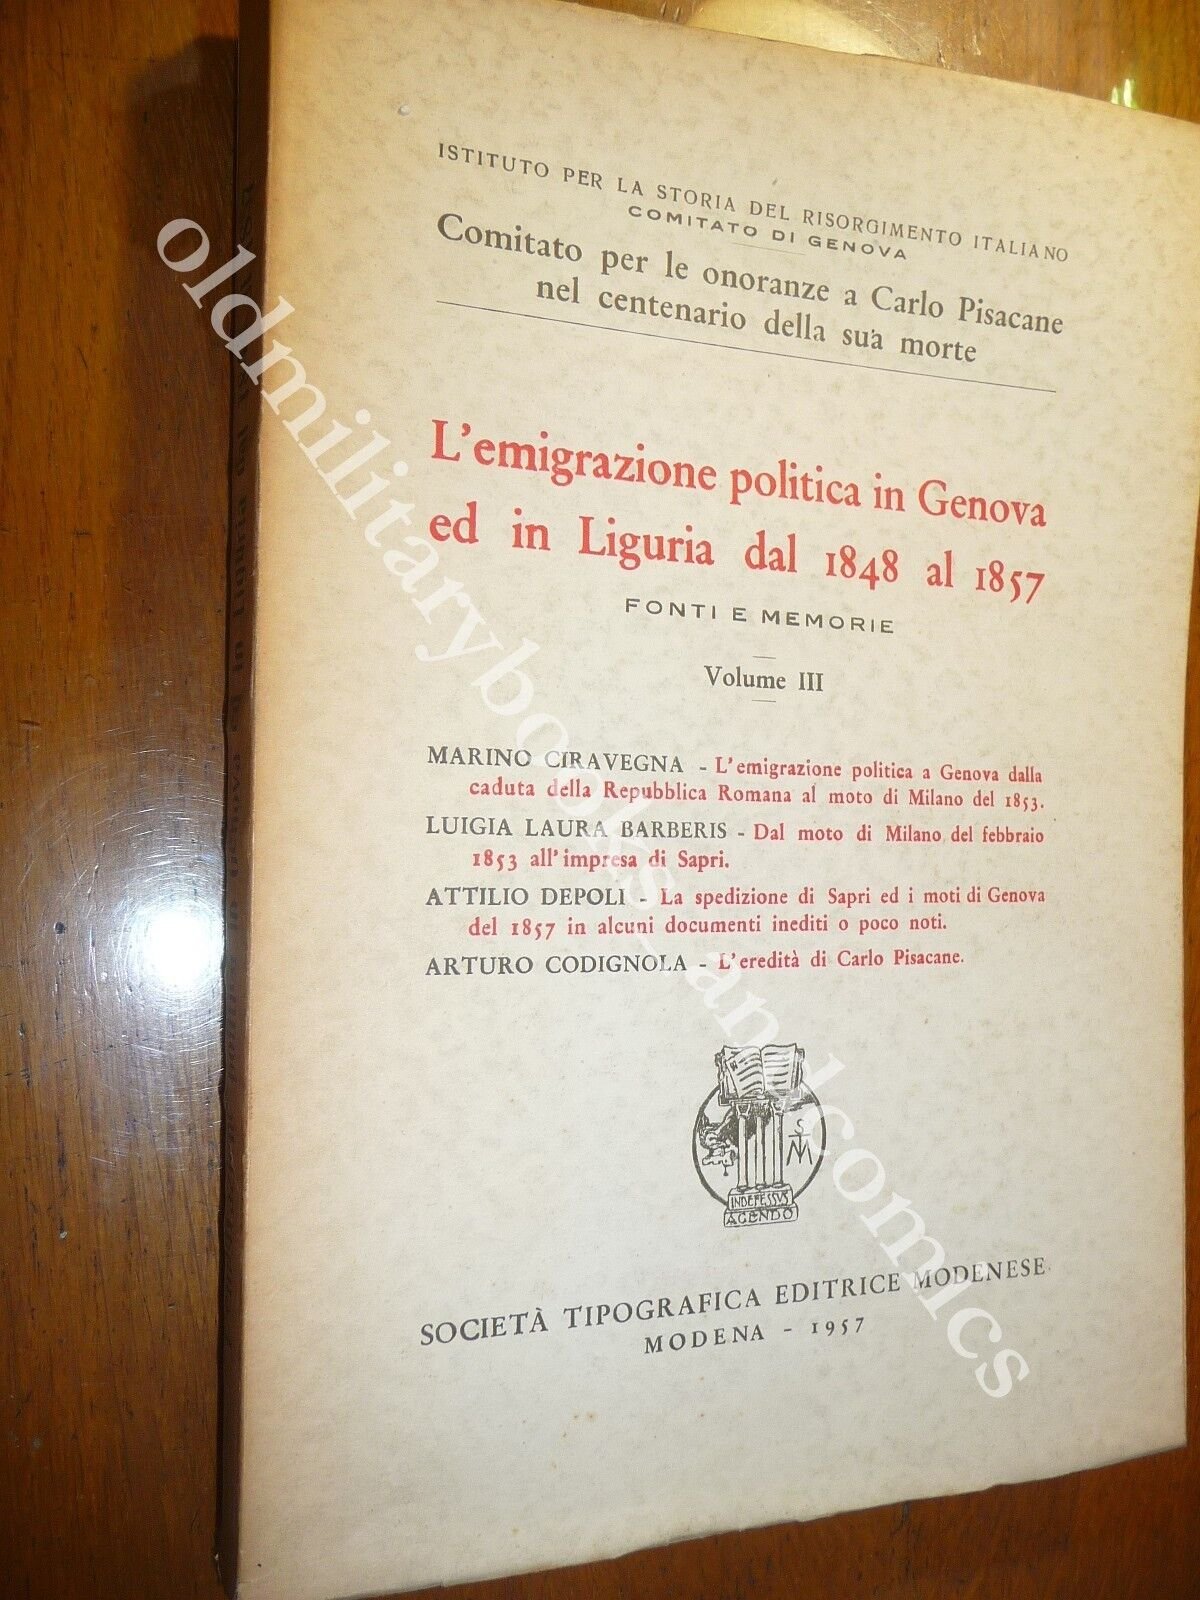 ISTITUTO PER LA STORIA DEL RISORGIMENTO ITALIANO
COMITATO DI GENOVA
Comitato per le onoranze a Carlo Pisacane
nel centenario della sua morte
L'emigrazione politica in Genova
ed in Liguria dal 1848 al 1857
FONTI E MEMORIE
Volume III
MARINO CIRAVEGNA - L'emigrazione politica a Genova dalla
caduta della Repubblica Romana al moto di Milano del 1853.
LUIGIA LAURA BARBERIS - Dal moto di Milano del febbraio
1853 all'impresa di Sapri.
ATTILIO DEPOLI - La spedizione di Sapri ed i moti di Genova
del 1857 in alcuni documenti inediti o poco noti.
ARTURO CODIGNOLA - L'eredità di Carlo Pisacane.
S
T
M
INDEFESSVS
AGENDO
SOCIETÀ TIPOGRAFICA EDITRICE MODENESE
MODENA - 1957
oldmilitarybooks_andcomics